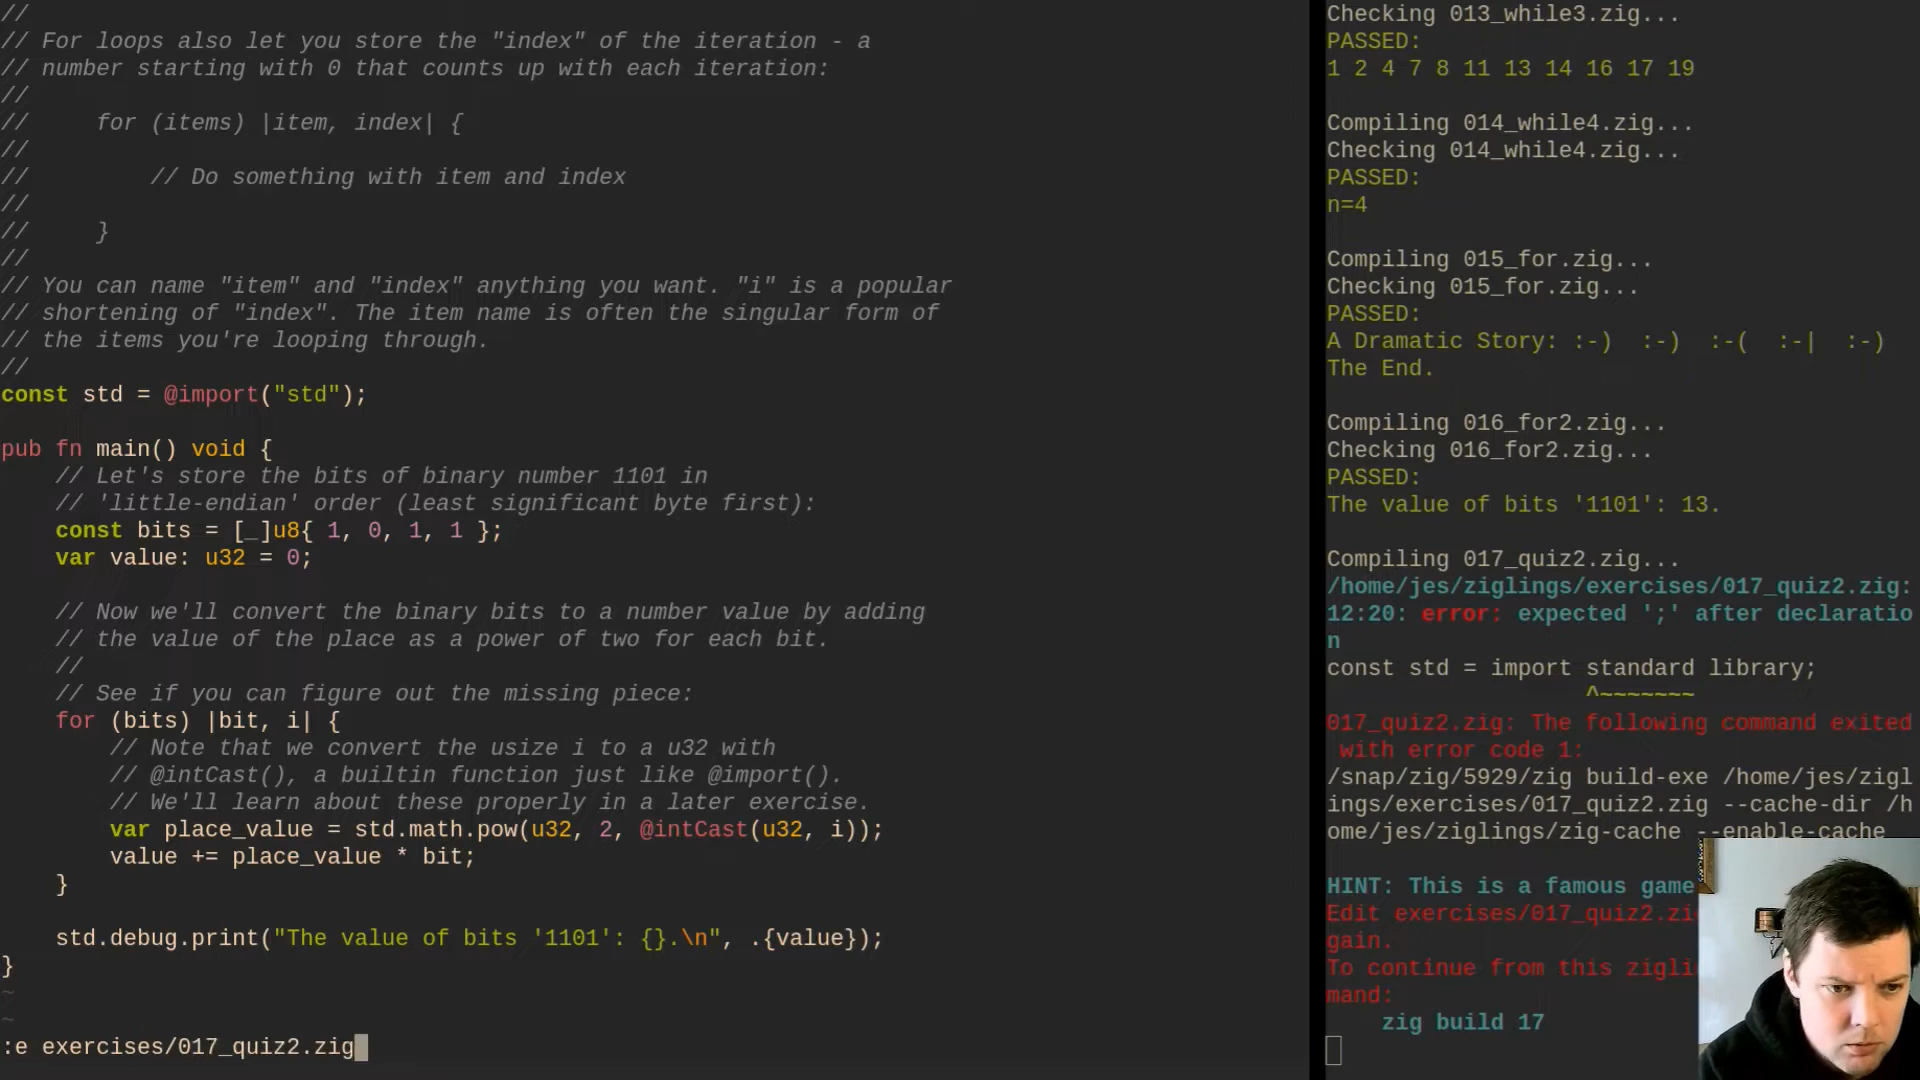 //
// For loops also let you store the "index" of the iteration - a
// number starting with 0 that counts up with each iteration:
//
//     for (items) |item, index| {
//
//         // Do something with item and index
//
//     }
//
// You can name "item" and "index" anything you want. "i" is a popular
// shortening of "index". The item name is often the singular form of
// the items you're looping through.
//
const std = @import("std");
pub fn main() void {
    // Let's store the bits of binary number 1101 in
    // 'little-endian' order (least significant byte first):
    const bits = [_]u8{ 1, 0, 1, 1 };
    var value: u32 = 0;
    // Now we'll convert the binary bits to a number value by adding
    // the value of the place as a power of two for each bit.
    //
    // See if you can figure out the missing piece:
    for (bits) |bit, i| {
        // Note that we convert the usize i to a u32 with
        // @intCast(), a builtin function just like @import().
        // We'll learn about these properly in a later exercise.
        var place_value = std.math.pow(u32, 2, @intCast(u32, i));
        value += place_value * bit;
    }
    std.debug.print("The value of bits '1101': {}.\n", .{value});
}
~
~
:e exercises/017_quiz2.zig
Checking 013_while3.zig...
PASSED:
1 2 4 7 8 11 13 14 16 17 19
Compiling 014_while4.zig...
Checking 014_while4.zig...
PASSED:
n=4
Compiling 015_for.zig...
Checking 015_for.zig...
PASSED:
A Dramatic Story: :-)  :-)  :-(  :-|  :-)
The End.
Compiling 016_for2.zig...
Checking 016_for2.zig...
PASSED:
The value of bits '1101': 13.
Compiling 017_quiz2.zig...
/home/jes/ziglings/exercises/017_quiz2.zig:
12:20: error: expected ';' after declaratio
n
const std = import standard library;
                   ^~~~~~~~
017_quiz2.zig: The following command exited
 with error code 1:
/snap/zig/5929/zig build-exe /home/jes/zigl
ings/exercises/017_quiz2.zig --cache-dir /h
ome/jes/ziglings/zig-cache --enable-cache
HINT: This is a famous game
Edit exercises/017_quiz2.zi
gain.
To continue from this zigli
mand:
    zig build 17